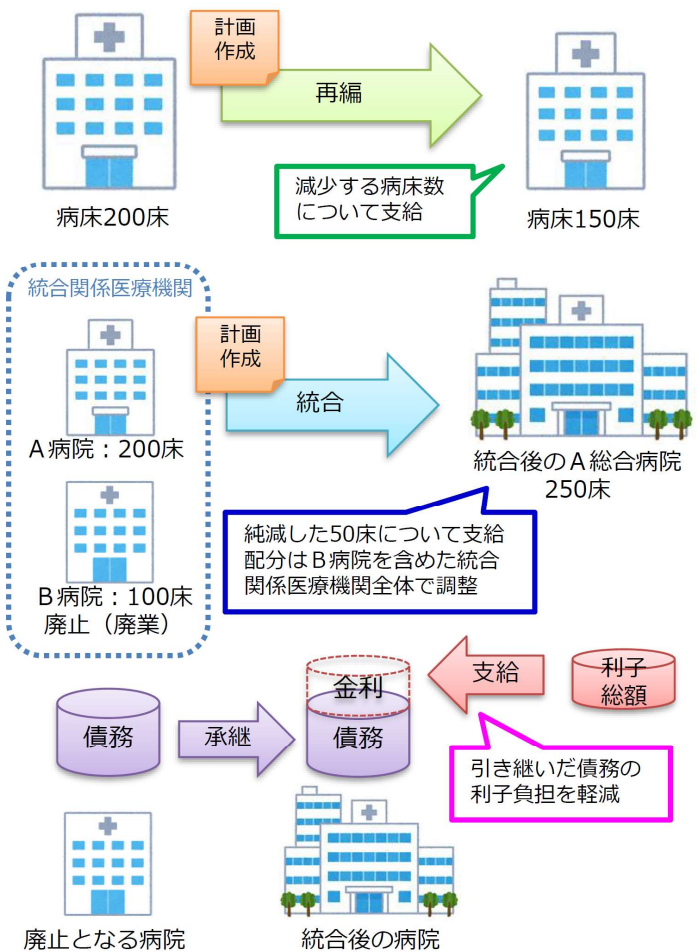 計画
作成
再編
減少する病床数
について支給
病床200床
病床150床
統合関係医療機関
計画
作成
統合
A病院：200床
統合後のA総合病院
250床
B病院：100床
廃止（廃業）
純減した50床について支給
配分はB病院を含めた統合
関係医療機関全体で調整
債務
承継
金利
債務
支給
利子
総額
引き継いだ債務の
利子負担を軽減
廃止となる病院
統合後の病院